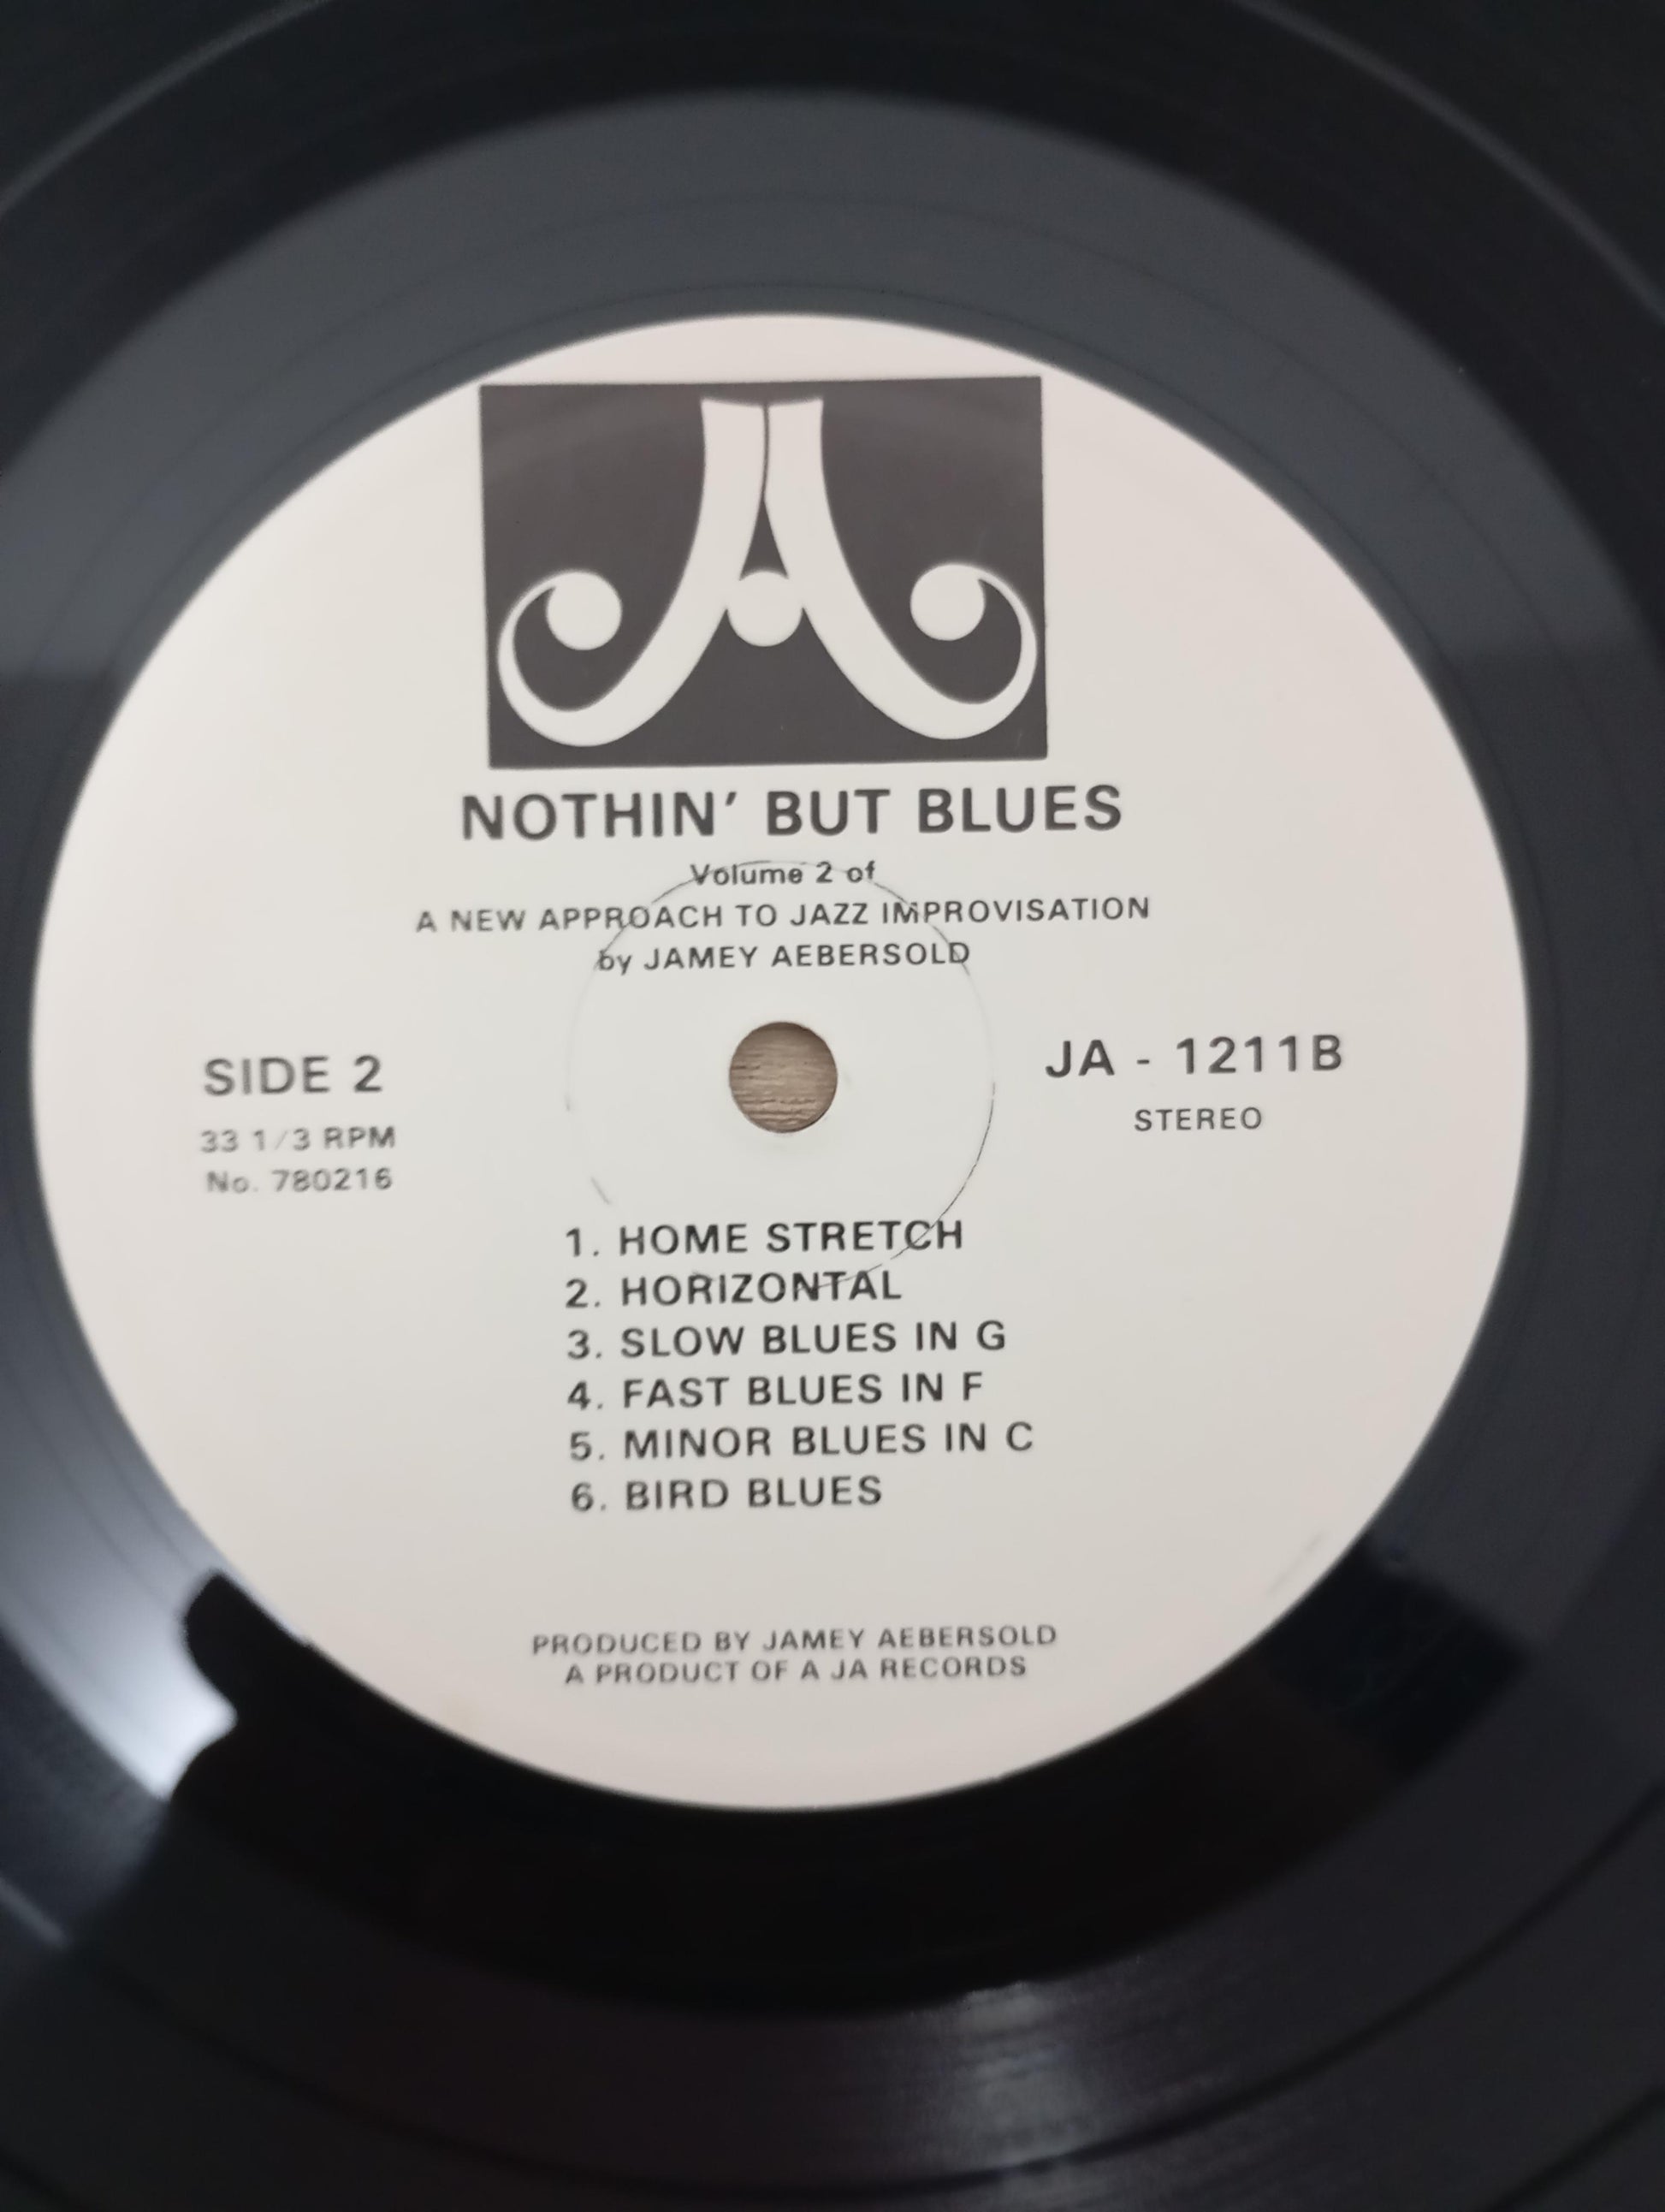 NOTHIN' BUT BLUES
Volume 2 of
A NEW APPROACH TO JAZZ IMPROVISATION
by JAMEY AEBERSOLD
SIDE 2
33 1/3 RPM
No. 780216
JA - 1211B
STEREO
1. HOME STRETCH
2. HORIZONTAL
3. SLOW BLUES IN G
4. FAST BLUES IN F
5. MINOR BLUES IN C
6. BIRD BLUES
PRODUCED BY JAMEY AEBERSOLD
A PRODUCT OF A JA RECORDS